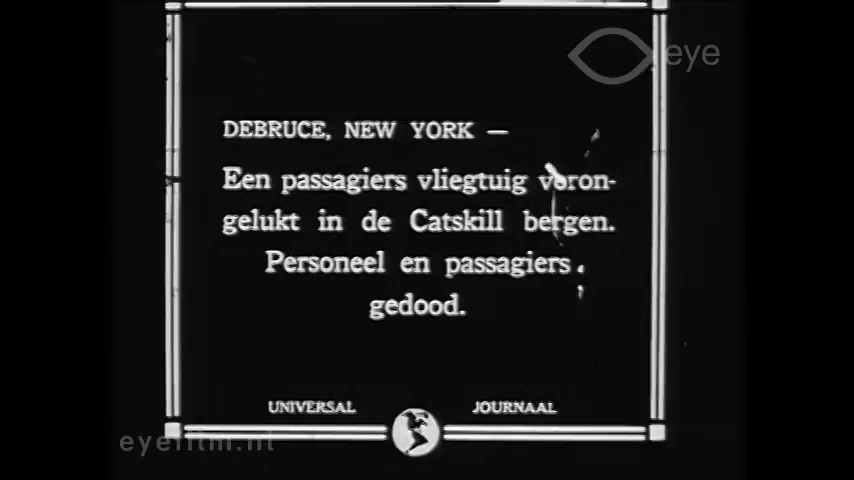 eye
DEBRUCE, NEW YORK —
Een passagiers vliegtuig veron-
gelukt in de Catskill bergen.
Personeel en passagiers
gedood.
UNIVERSAL JOURNAAL
eyefilm.nl